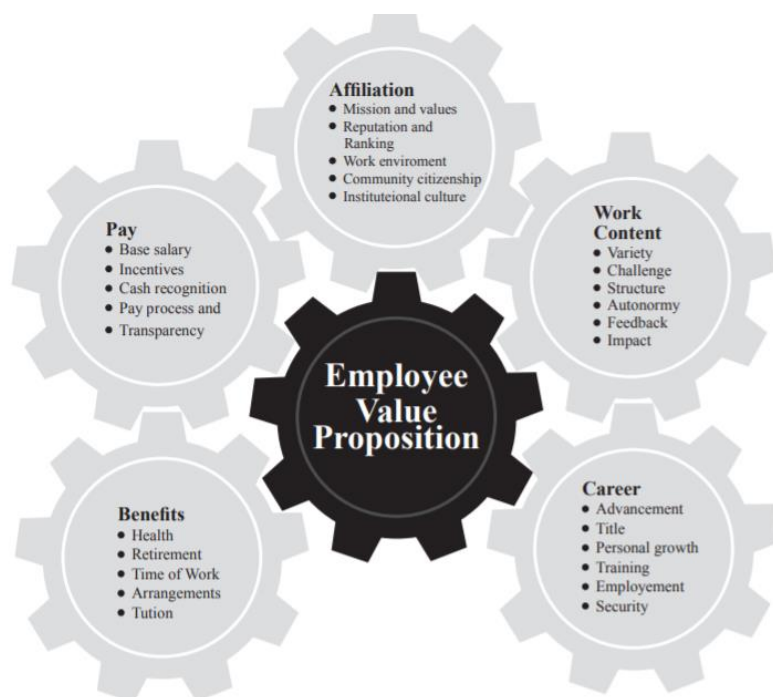 Affiliation
• Mission and values
• Reputation and
Ranking
• Work enviroment
• Community citizenship
• Instituteional culture
Pay
• Base salary
• Incentives
• Cash recognition
• Pay process and
• Transparency
Work
Content
• Variety
• Challenge
• Structure
• Autonormy
• Feedback
• Impact
Employee
Value
Proposition
Benefits
• Health
• Retirement
• Time of Work
• Arrangements
• Tution
Career
• Advancement
• Title
• Personal growth
• Training
• Employement
• Security